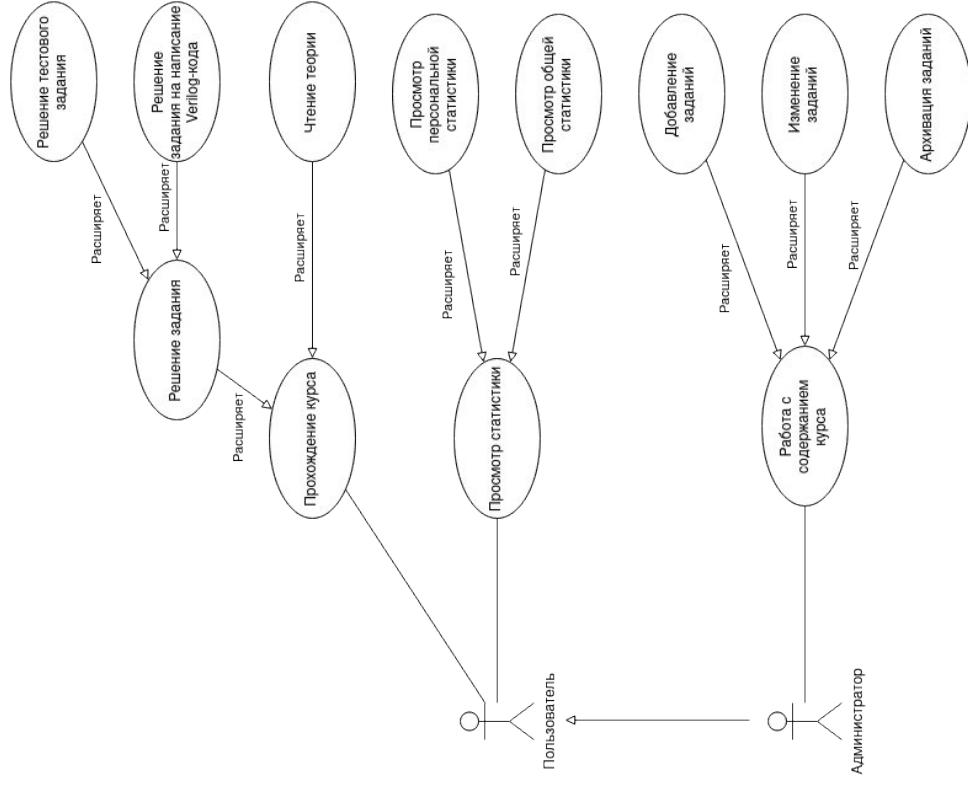 Решение тестового
задания
Расширяет
Решение задания
Расширяет
Решение
задания на написание
Verilog-кода
Расширяет
Прохождение курса
Расширяет
Чтение теории
Просмотр
персональной
статистики
Расширяет
Пользователь
Просмотр статистики
Расширяет
Просмотр общей
статистики
Добавление
заданий
Расширяет
Администратор
Работа с
содержанием
курса
Расширяет
Изменение
заданий
Расширяет
Архивация заданий